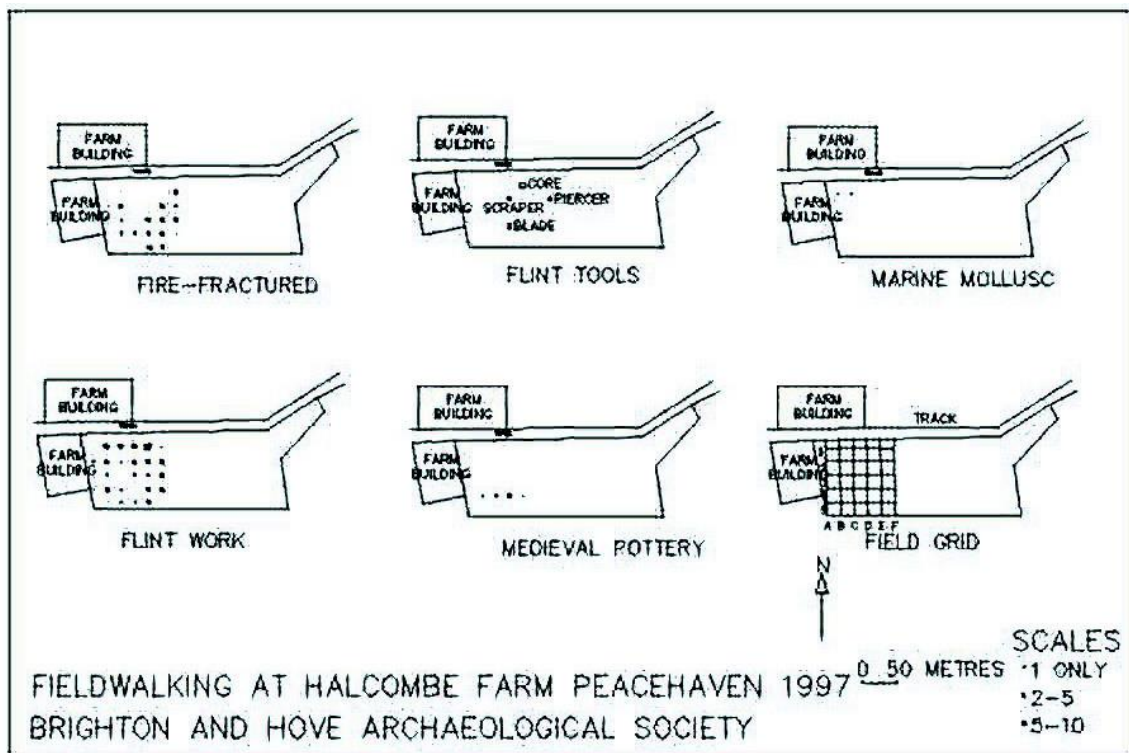 FARM
BUILDING
FARM
BUILDING
FIRE-FRACTURED
FARM
BUILDING
FARM
BUILDING
CORE
SCRAPER
PIERCER
BLADE
FLINT TOOLS
FARM
BUILDING
FARM
BUILDING
MARINE MOLLUSC
FARM
BUILDING
FARM
BUILDING
FLINT WORK
FARM
BUILDING
FARM
BUILDING
MEDIEVAL POTTERY
FARM
BUILDING
TRACK
FARM
BUILDING
A B C D E F
FIELD GRID
N
0 50 METRES
SCALES
1 ONLY
2-5
5-10
FIELDWALKING AT HALCOMBE FARM PEACEHAVEN 1997
BRIGHTON AND HOVE ARCHAEOLOGICAL SOCIETY